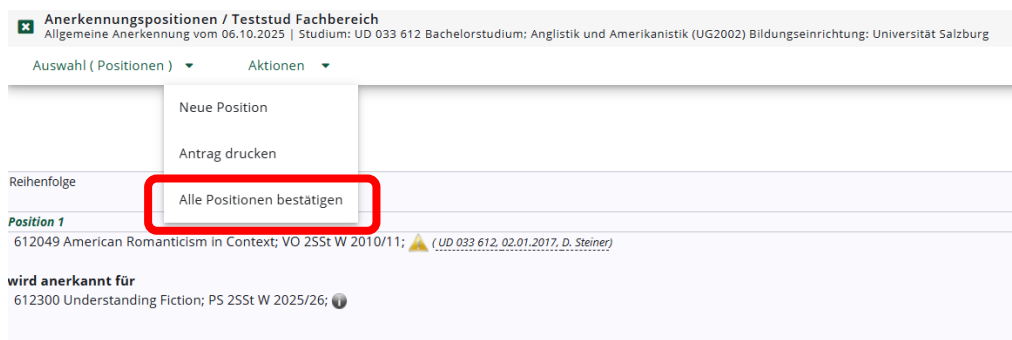 Anerkennungspositionen / Teststud Fachbereich
Allgemeine Anerkennung vom 06.10.2025 | Studium: UD 033 612 Bachelorstudium; Anglistik und Amerikanistik (UG2002) Bildungseinrichtung: Universität Salzburg
Auswahl ( Positionen ) Aktionen
Neue Position
Antrag drucken
Reihenfolge
Alle Positionen bestätigen
Position 1
612049 American Romanticism in Context; VO 2SSt W 2010/11; ( UD 033 612, 02.01.2017, D. Steiner)
wird anerkannt für
612300 Understanding Fiction; PS 2SSt W 2025/26;